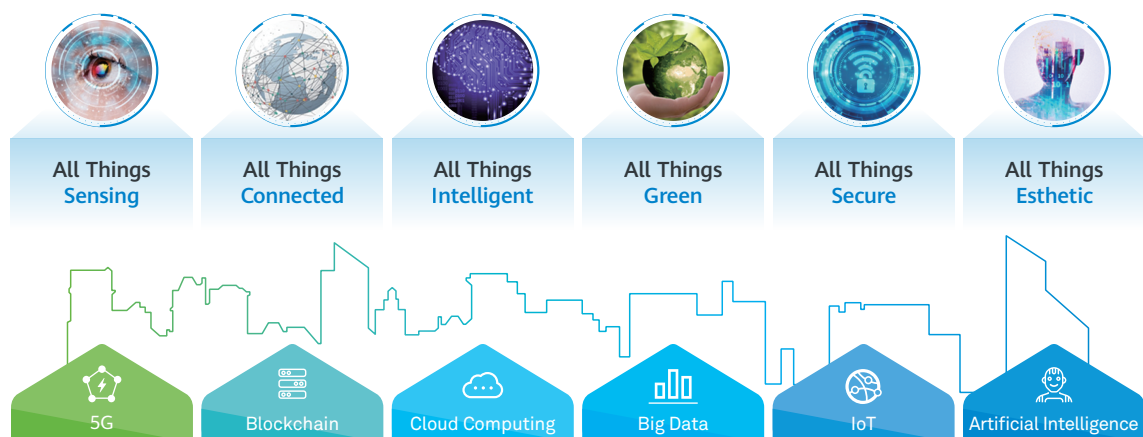 All Things
Sensing
All Things
Connected
All Things
Intelligent
All Things
Green
All Things
Secure
All Things
Esthetic
5G
Blockchain
Cloud Computing
Big Data
IoT
Artificial Intelligence